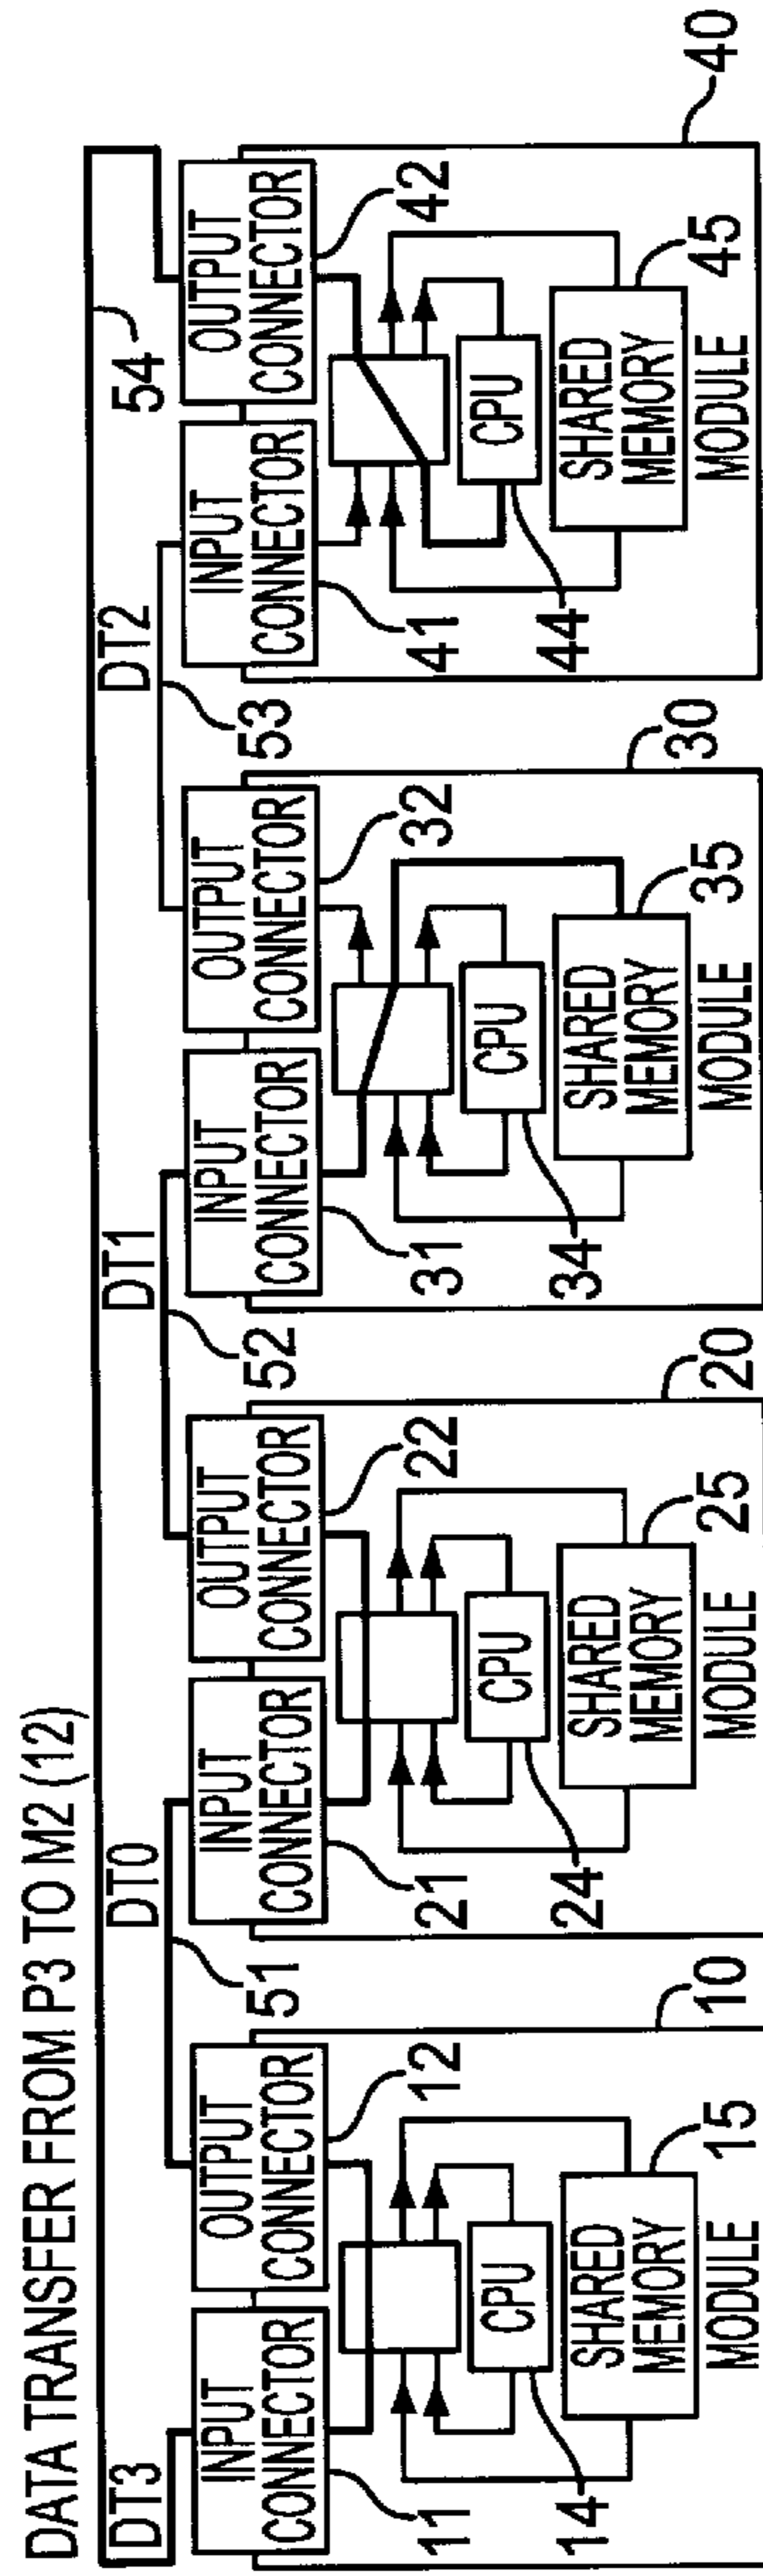 DATA TRANSFER FROM P3 TO M2 (12)
DT3
DT0
DT1
DT2
54
51
52
53
INPUT
CONNECTOR
OUTPUT
CONNECTOR
11
12
CPU
14
SHARED
MEMORY
15
MODULE
10
INPUT
CONNECTOR
OUTPUT
CONNECTOR
21
22
CPU
24
SHARED
MEMORY
25
MODULE
20
INPUT
CONNECTOR
OUTPUT
CONNECTOR
31
32
CPU
34
SHARED
MEMORY
35
MODULE
30
INPUT
CONNECTOR
OUTPUT
CONNECTOR
41
42
CPU
44
SHARED
MEMORY
45
MODULE
40